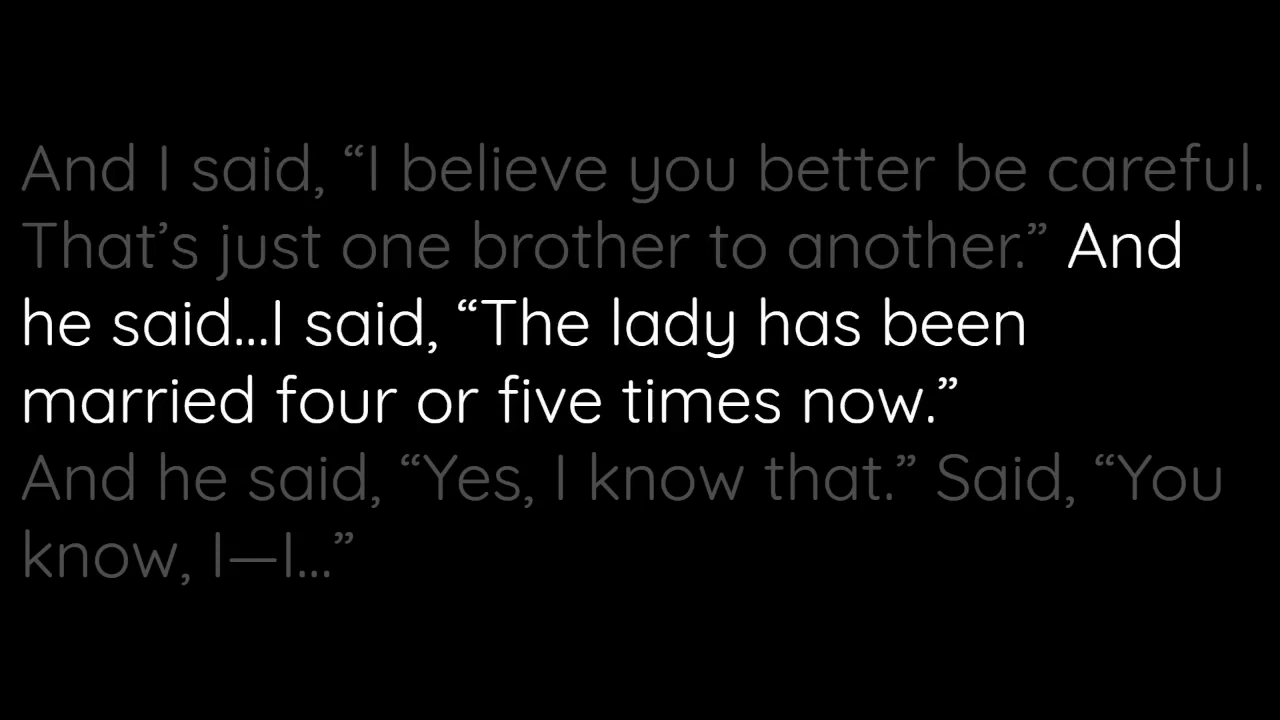 And I said, “I believe you better be careful.
That’s just one brother to another.” And
he said...I said, “The lady has been
married four or five times now.”
And he said, “Yes, I know that.” Said, “You
know, I—I...”